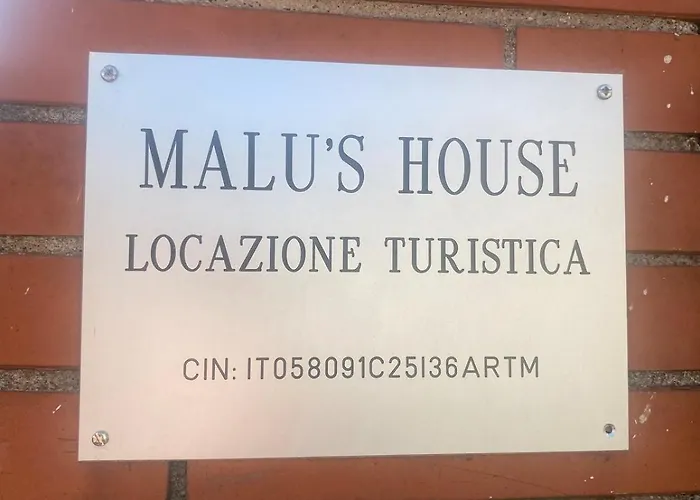 MALU'S HOUSE
LOCAZIONE TURISTICA
CIN: IT058091C25I36ARTM